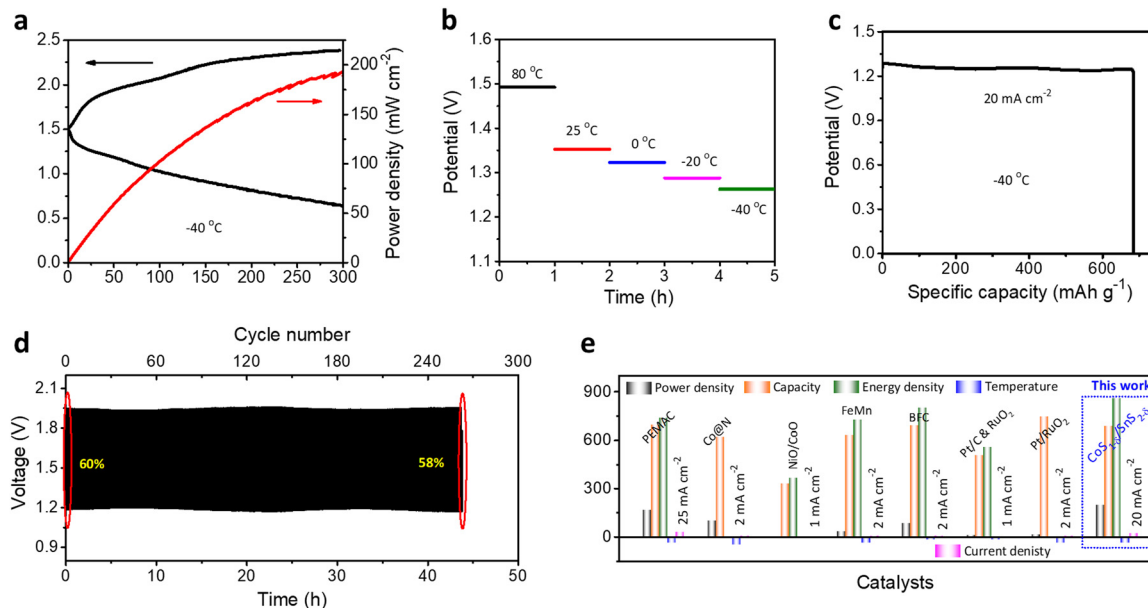 a
2.5
2.0
1.5
1.0
0.5
0.0
0
50
100
150
200
250
300
200
150
100
50
0
Power density (mW cm⁻²)
-40 °C
b
1.6
1.5
1.4
1.3
1.2
1.1
Potential (V)
80 °C
25 °C
0 °C
-20 °C
-40 °C
0
1
2
3
4
5
Time (h)
c
1.5
1.2
0.9
0.6
0.3
0.0
Potential (V)
20 mA cm⁻²
-40 °C
0
200
400
600
Specific capacity (mAh g⁻¹)
d
Cycle number
0
60
120
180
240
300
2.1
1.8
1.5
1.2
0.9
Voltage (V)
60%
58%
0
10
20
30
40
50
Time (h)
e
900
600
300
0
Power density
Capacity
Energy density
Temperature
This work
PEMAC
Co@N
NiO/CoO
FeMn
BFC
Pt/C & RuO₂
Pt/RuO₂
CoS₁₋δ/SnS₂₋δ
25 mA cm⁻²
2 mA cm⁻²
1 mA cm⁻²
2 mA cm⁻²
2 mA cm⁻²
1 mA cm⁻²
2 mA cm⁻²
20 mA cm⁻²
Current denisty
Catalysts